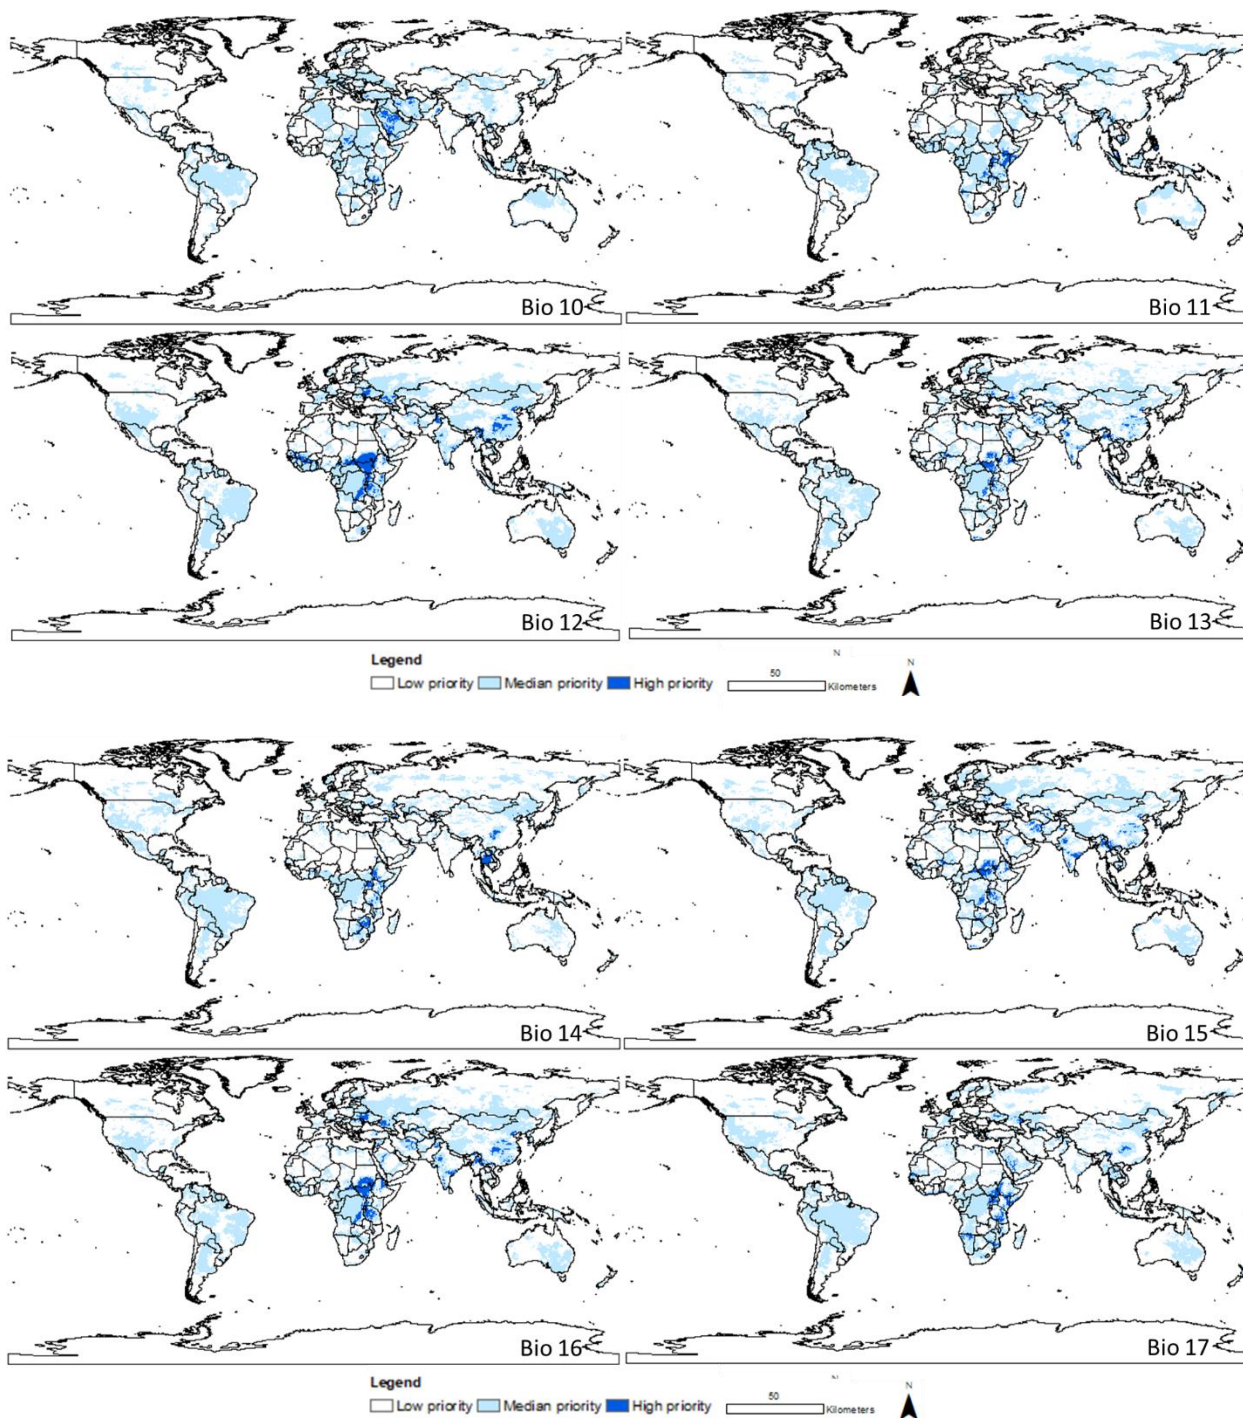 Bio 10
Bio 11
Bio 12
Bio 13
Legend
Low priority
Median priority
High priority
50
Kilometers
N
N
Bio 14
Bio 15
Bio 16
Bio 17
Legend
Low priority
Median priority
High priority
50
Kilometers
N